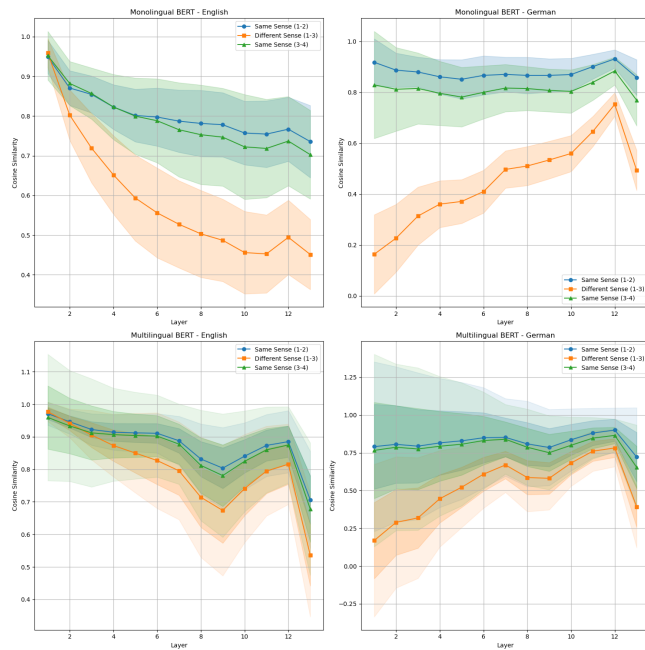 Monolingual BERT - English
1.0
0.9
0.8
0.7
0.6
0.5
0.4
Cosine Similarity
2
4
6
8
10
12
Layer
Same Sense (1-2)
Different Sense (1-3)
Same Sense (3-4)
Monolingual BERT - German
1.0
0.8
0.6
0.4
0.2
0.0
Cosine Similarity
2
4
6
8
10
12
Layer
Same Sense (1-2)
Different Sense (1-3)
Same Sense (3-4)
Multilingual BERT - English
1.1
1.0
0.9
0.8
0.7
0.6
0.5
0.4
Cosine Similarity
2
4
6
8
10
12
Layer
Same Sense (1-2)
Different Sense (1-3)
Same Sense (3-4)
Multilingual BERT - German
1.25
1.00
0.75
0.50
0.25
0.00
−0.25
Cosine Similarity
2
4
6
8
10
12
Layer
Same Sense (1-2)
Different Sense (1-3)
Same Sense (3-4)